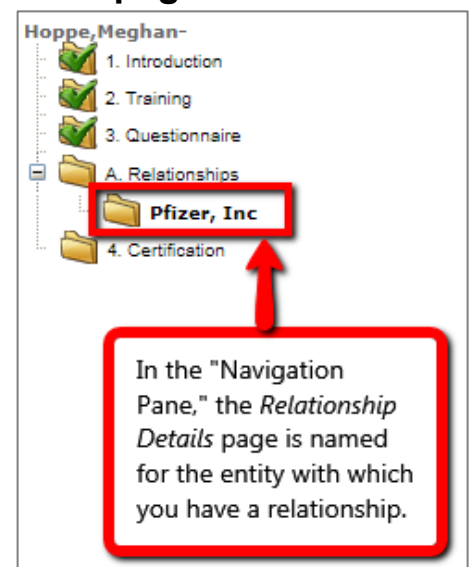 Hoppe,Meghan-
1. Introduction
2. Training
3. Questionnaire
A. Relationships
Pfizer, Inc
4. Certification
In the "Navigation
Pane," the Relationship
Details page is named
for the entity with which
you have a relationship.